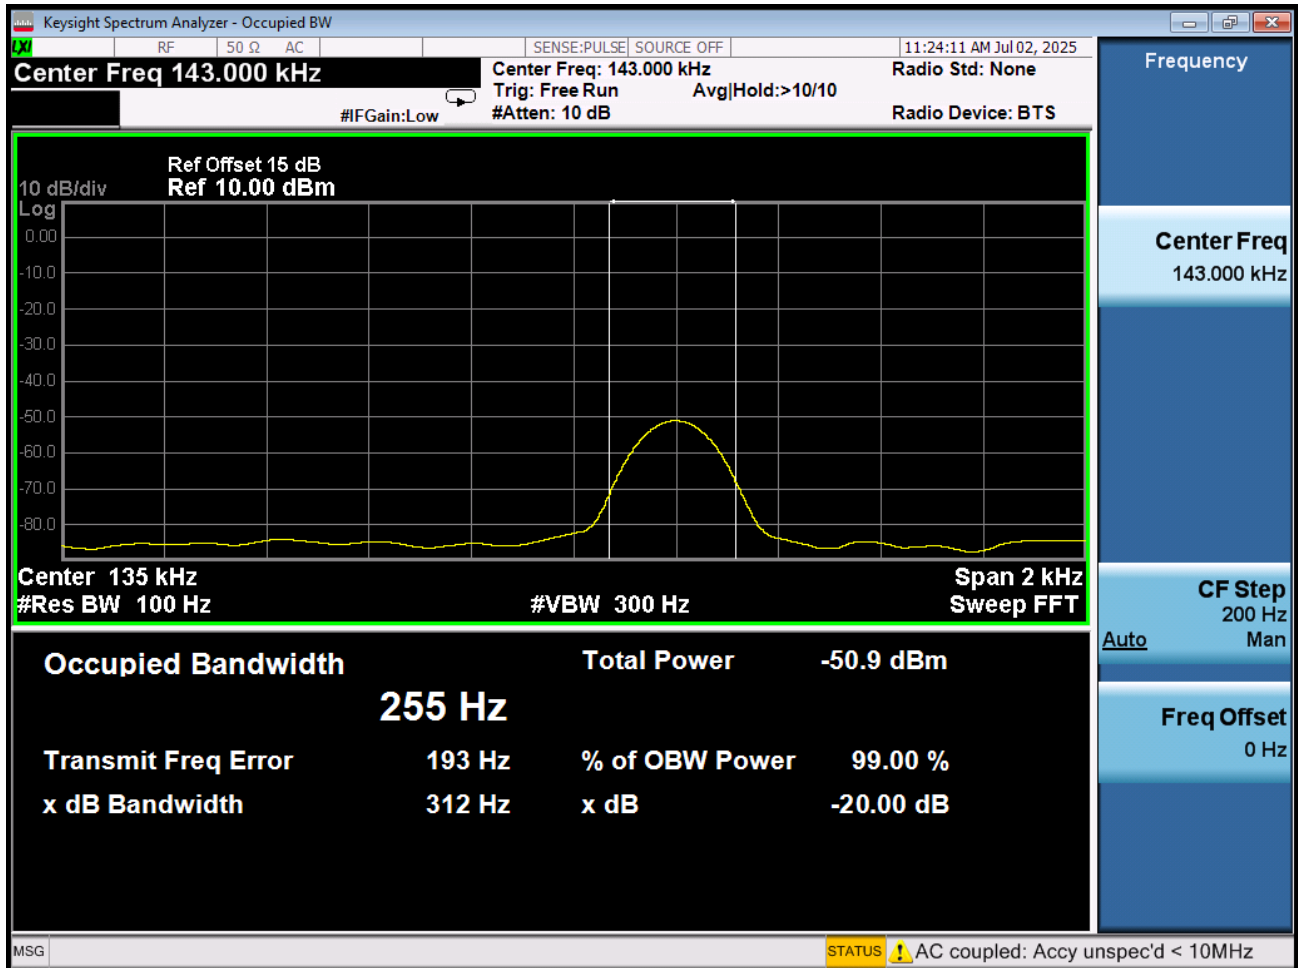 Keysight Spectrum Analyzer - Occupied BW
LXI RF 50 Ω AC SENSE:PULSE SOURCE OFF 11:24:11 AM Jul 02, 2025
Center Freq 143.000 kHz
Center Freq: 143.000 kHz Radio Std: None
Trig: Free Run Avg|Hold:>10/10
#IFGain:Low #Atten: 10 dB Radio Device: BTS
Ref Offset 15 dB
10 dB/div Ref 10.00 dBm
Log
0.00
-10.0
-20.0
-30.0
-40.0
-50.0
-60.0
-70.0
-80.0
Center 135 kHz Span 2 kHz
#Res BW 100 Hz #VBW 300 Hz Sweep FFT
Occupied Bandwidth Total Power -50.9 dBm
255 Hz
Transmit Freq Error 193 Hz % of OBW Power 99.00 %
x dB Bandwidth 312 Hz x dB -20.00 dB
Frequency
Center Freq
143.000 kHz
CF Step
200 Hz
Auto Man
Freq Offset
0 Hz
MSG STATUS AC coupled: Accy unspec'd < 10MHz